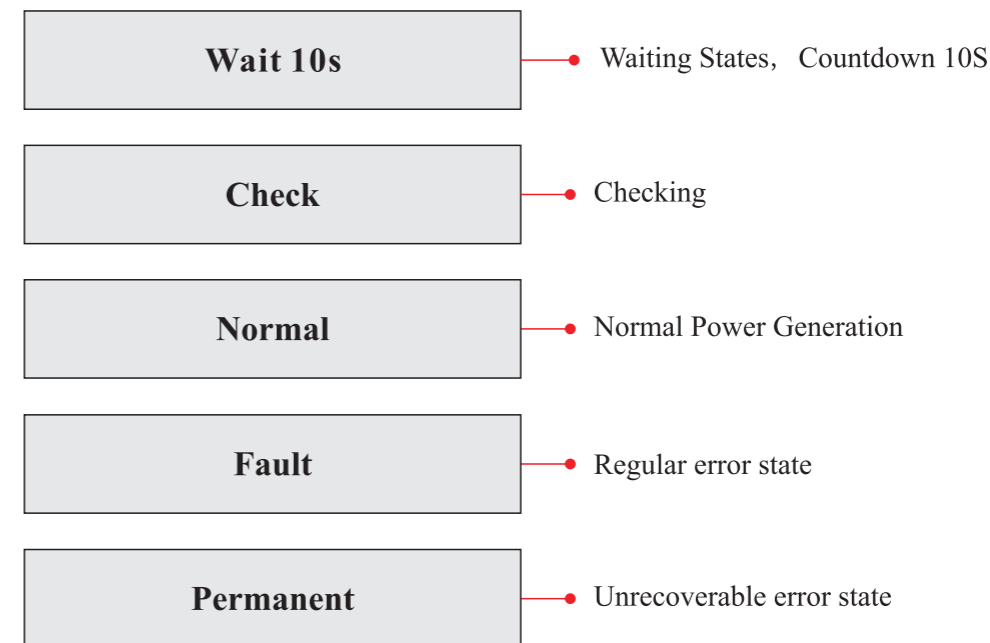 Wait 10s
Waiting States， Countdown 10S
Check
Checking
Normal
Normal Power Generation
Fault
Regular error state
Permanent
Unrecoverable error state